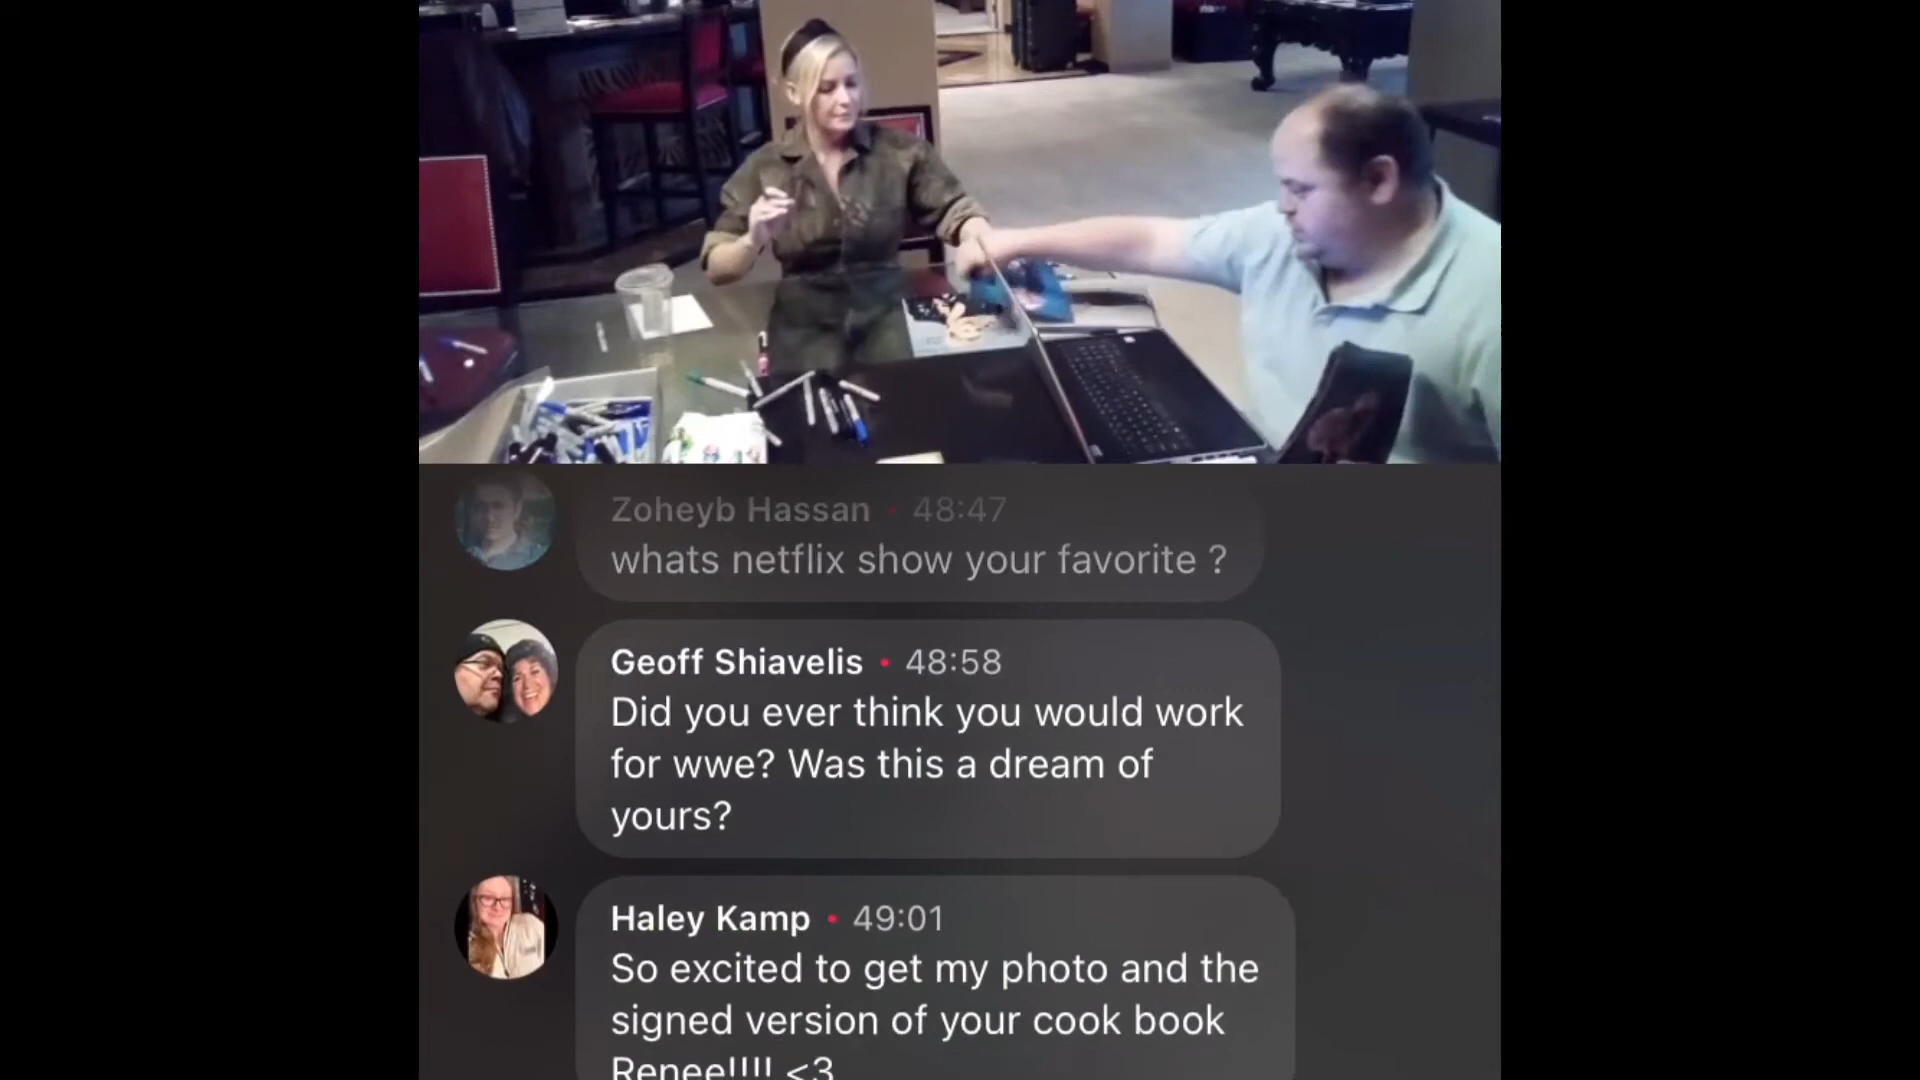 Zoheyb Hassan • 48:47
whats netflix show your favorite ?
Geoff Shiavelis • 48:58
Did you ever think you would work
for wwe? Was this a dream of
yours?
Haley Kamp • 49:01
So excited to get my photo and the
signed version of your cook book
Renee!!!! <3